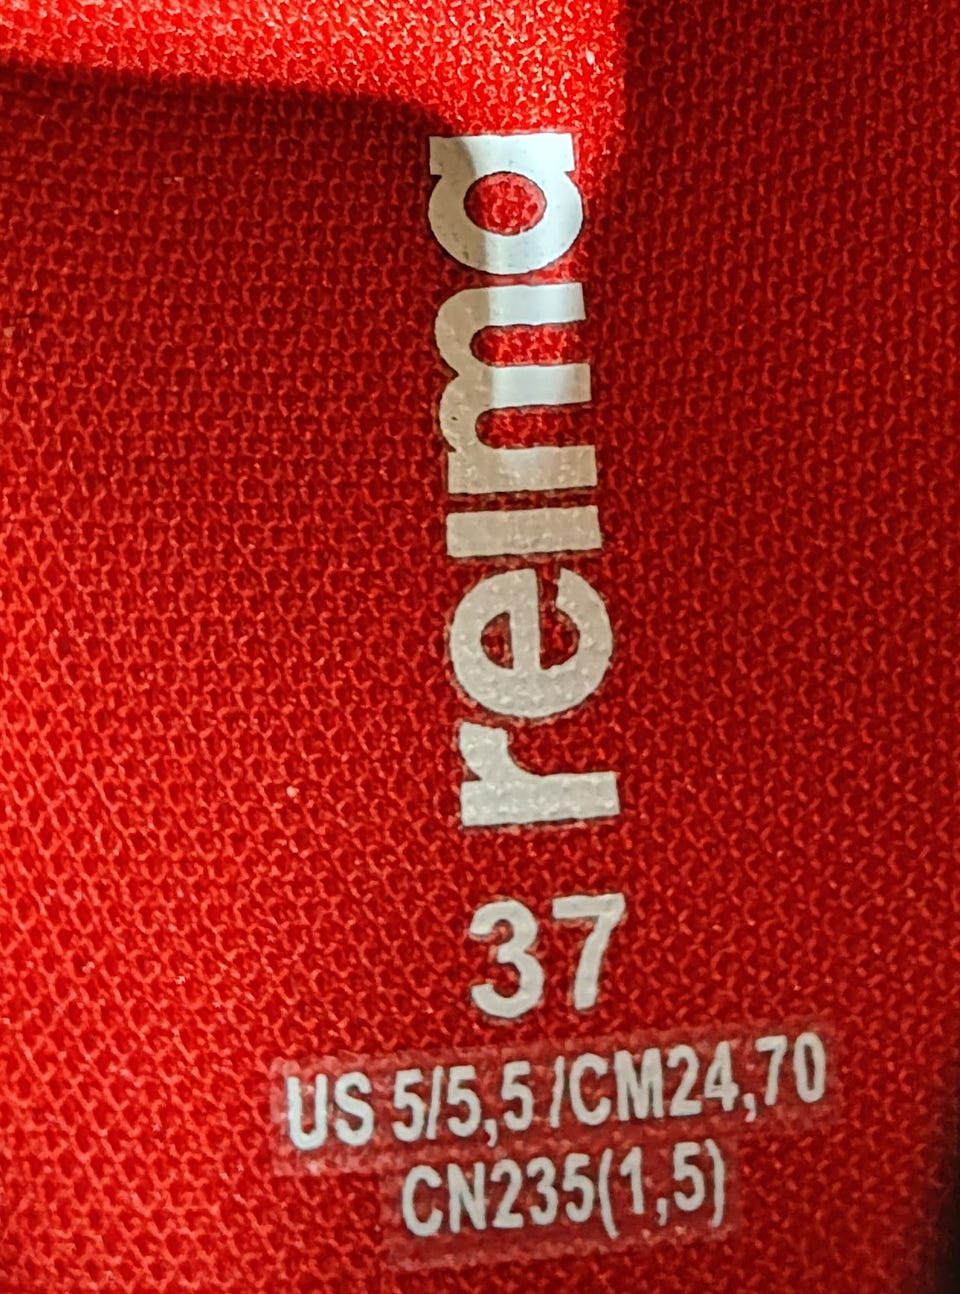 reima
37
US 5/5,5 /CM24,70
CN235(1,5)